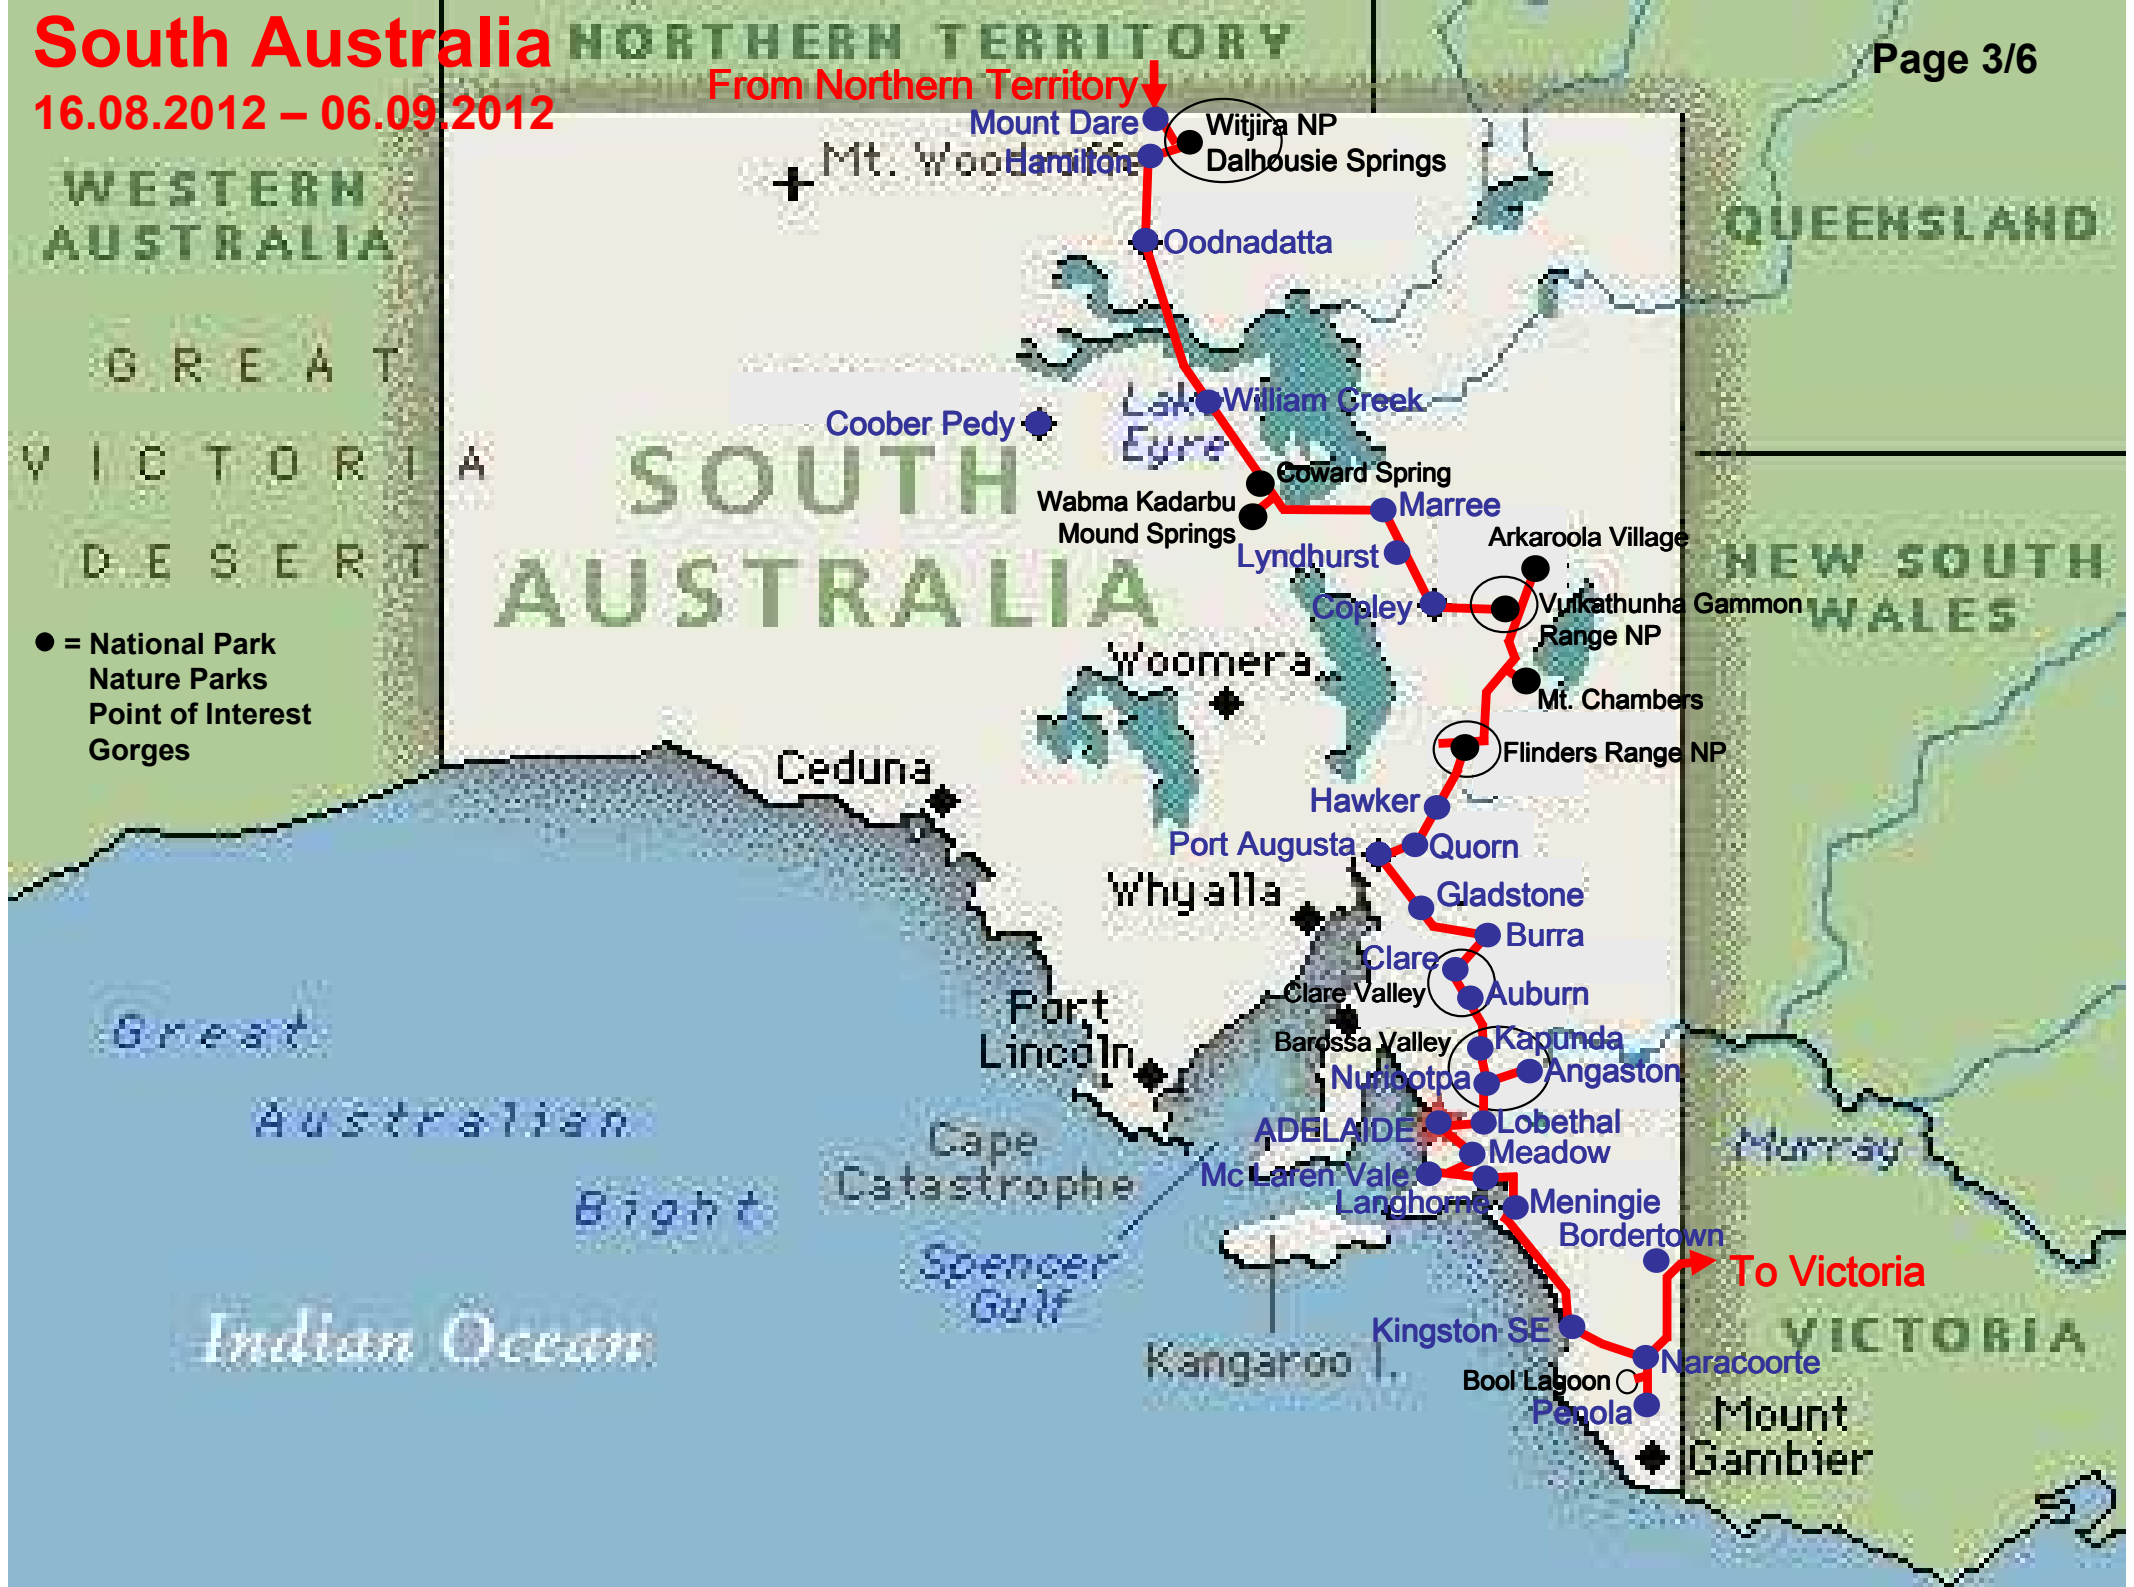 South Australia
16.08.2012 – 06.09.2012
NORTHERN TERRITORY
Page 3/6
From Northern Territory
Mount Dare
Witjira NP
Dalhousie Springs
Hamilton
Mt. Woodroffe
WESTERN
AUSTRALIA
QUEENSLAND
Oodnadatta
GREAT
VICTORIA
DESERT
Lake
Eyre
William Creek
Coober Pedy
SOUTH
AUSTRALIA
Coward Spring
Wabma Kadarbu
Mound Springs
Marree
Lyndhurst
Arkaroola Village
NEW SOUTH
WALES
Copley
Vulkathunha Gammon
Range NP
● = National Park
Nature Parks
Point of Interest
Gorges
Woomera
Mt. Chambers
Flinders Range NP
Ceduna
Hawker
Port Augusta
Quorn
Whyalla
Gladstone
Burra
Clare
Clare Valley
Auburn
Port
Lincoln
Barossa Valley
Kapunda
Nuriootpa
Angaston
Great
Australian
Bight
ADELAIDE
Lobethal
Meadow
Murray
Cape
Catastrophe
Mc Laren Vale
Langhorne
Meningie
Bordertown
Spencer
Gulf
To Victoria
Indian Ocean
Kangaroo I.
Kingston SE
VICTORIA
Naracoorte
Bool Lagoon
Penola
Mount
Gambier